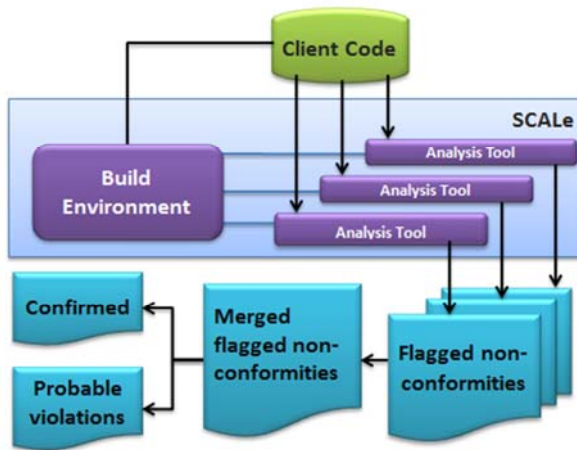 Client Code
SCALe
Analysis Tool
Build
Environment
Analysis Tool
Analysis Tool
Confirmed
Merged
flagged non-
conformities
Flagged non-
conformities
Probable
violations